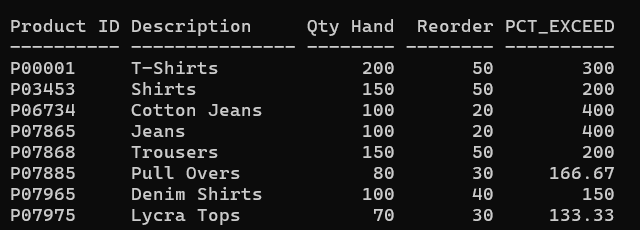 Product ID Description     Qty Hand  Reorder PCT_EXCEED
---------- --------------- -------- -------- ----------
P00001     T-Shirts             200       50        300
P03453     Shirts               150       50        200
P06734     Cotton Jeans         100       20        400
P07865     Jeans                100       20        400
P07868     Trousers             150       50        200
P07885     Pull Overs            80       30     166.67
P07965     Denim Shirts         100       40        150
P07975     Lycra Tops            70       30     133.33